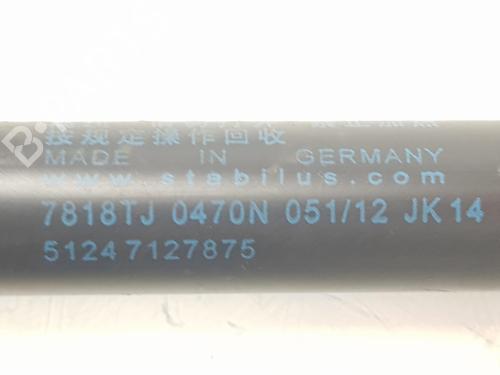 按规定操作回收
MADE IN GERMANY
www.stabilus.com
7818TJ 0470N 051/12 JK14
51247127875